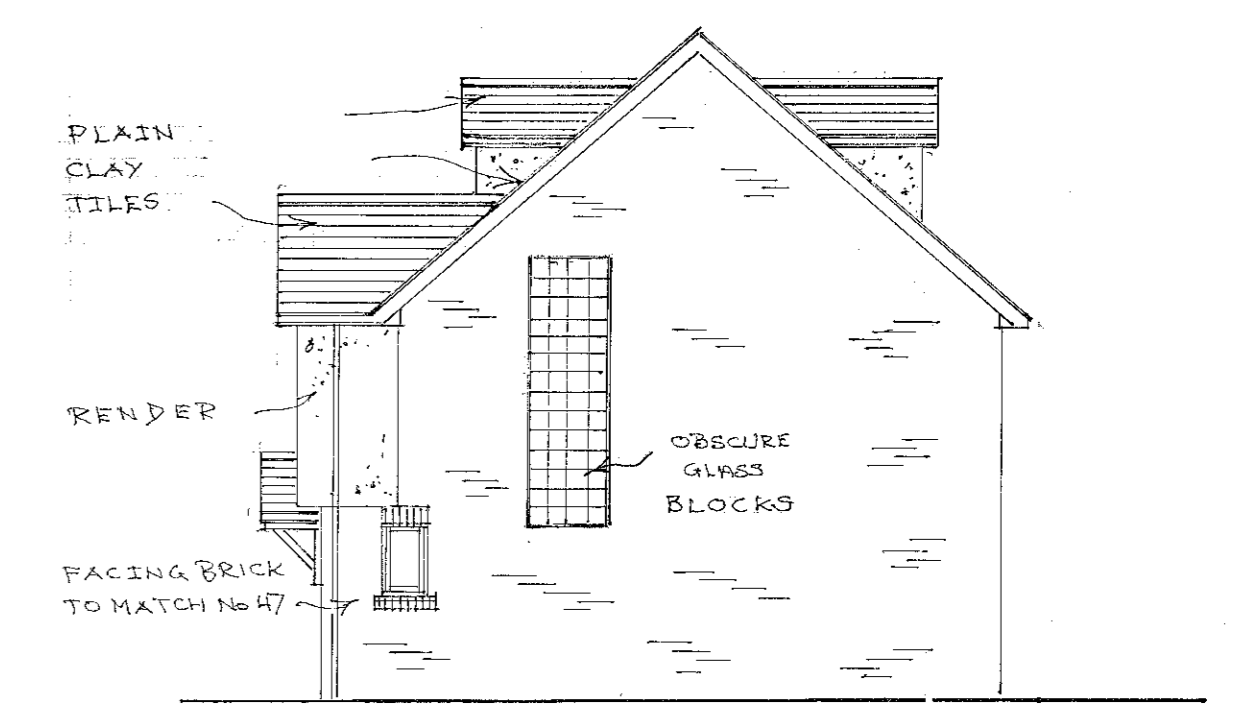 PLAIN
CLAY
TILES
RENDER
OBSCURE
GLASS
BLOCKS
FACING BRICK
TO MATCH No 47